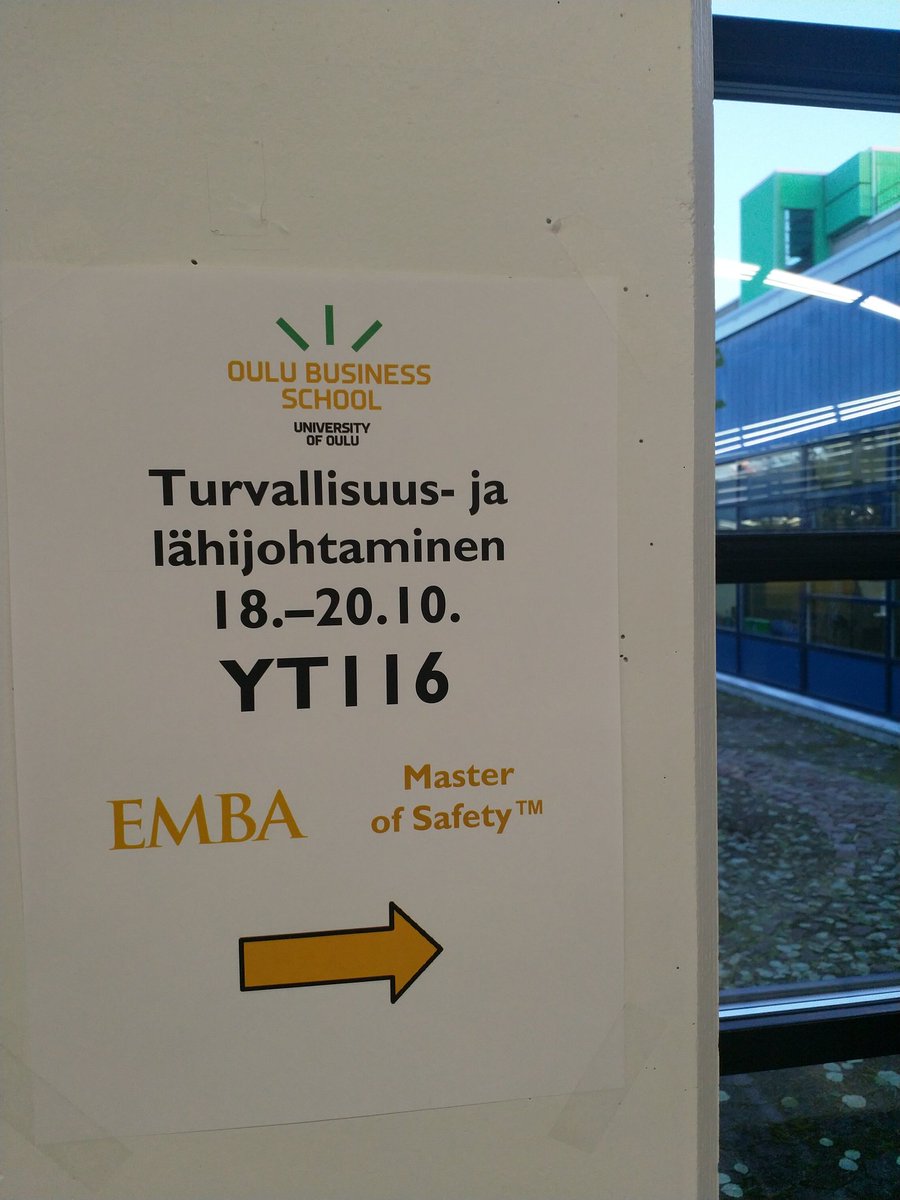 OULU BUSINESS
SCHOOL
UNIVERSITY
OF OULU
Turvallisuus- ja
lähijohtaminen
18.–20.10.
YT116
EMBA
Master
of Safety™